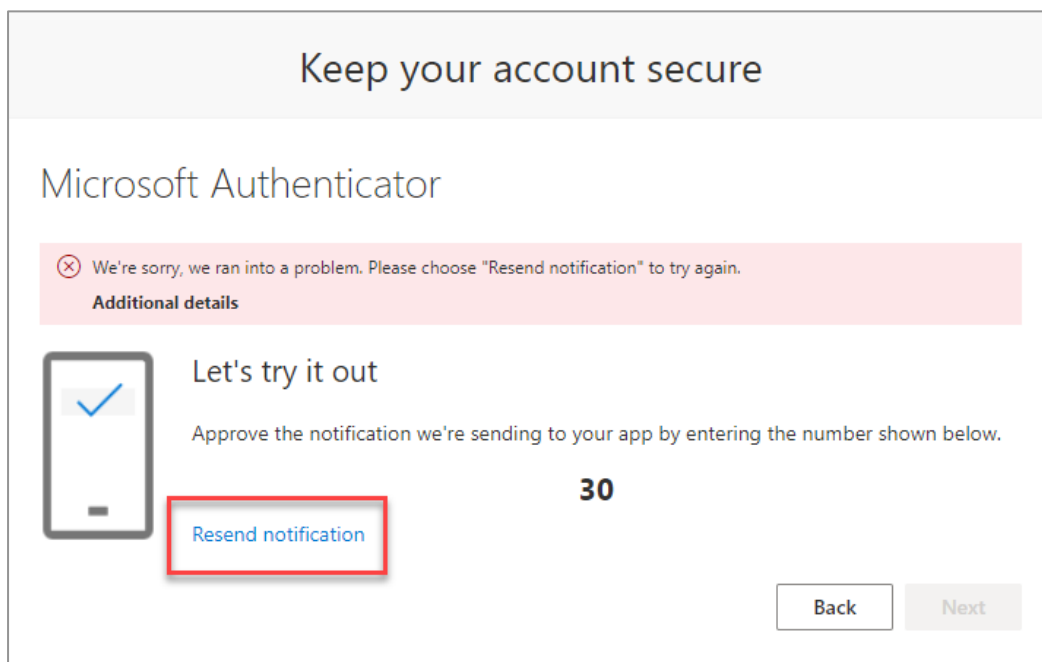 Keep your account secure
Microsoft Authenticator
We're sorry, we ran into a problem. Please choose "Resend notification" to try again.
Additional details
Let's try it out
Approve the notification we're sending to your app by entering the number shown below.
30
Resend notification
Back
Next